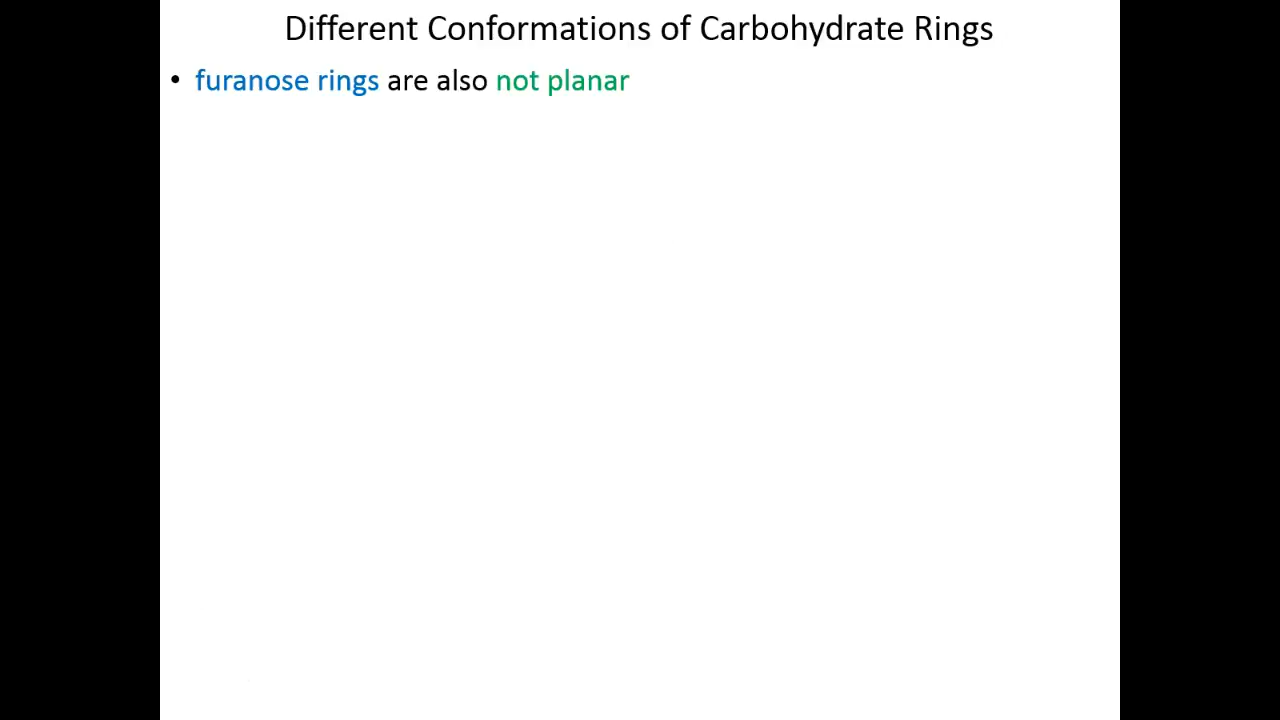 Different Conformations of Carbohydrate Rings
• furanose rings are also not planar